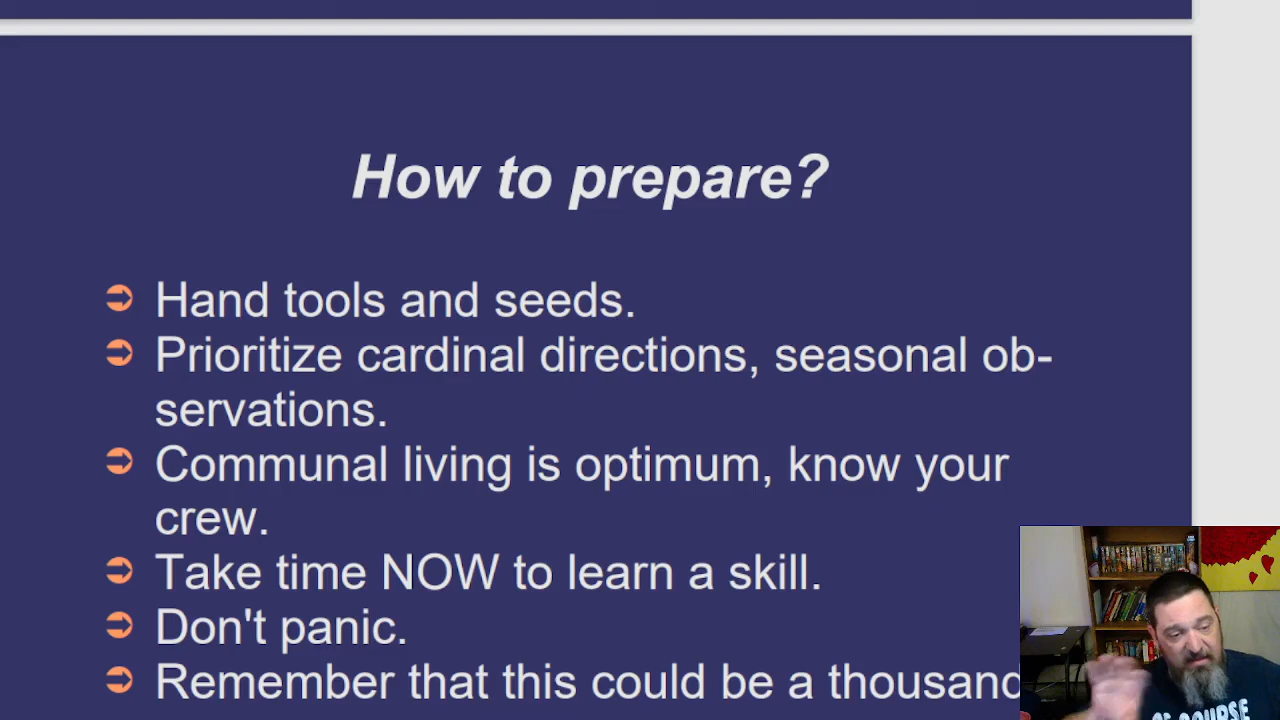 How to prepare?
Hand tools and seeds.
Prioritize cardinal directions, seasonal ob-
servations.
Communal living is optimum, know your
crew.
Take time NOW to learn a skill.
Don't panic.
Remember that this could be a thousand
COURSE